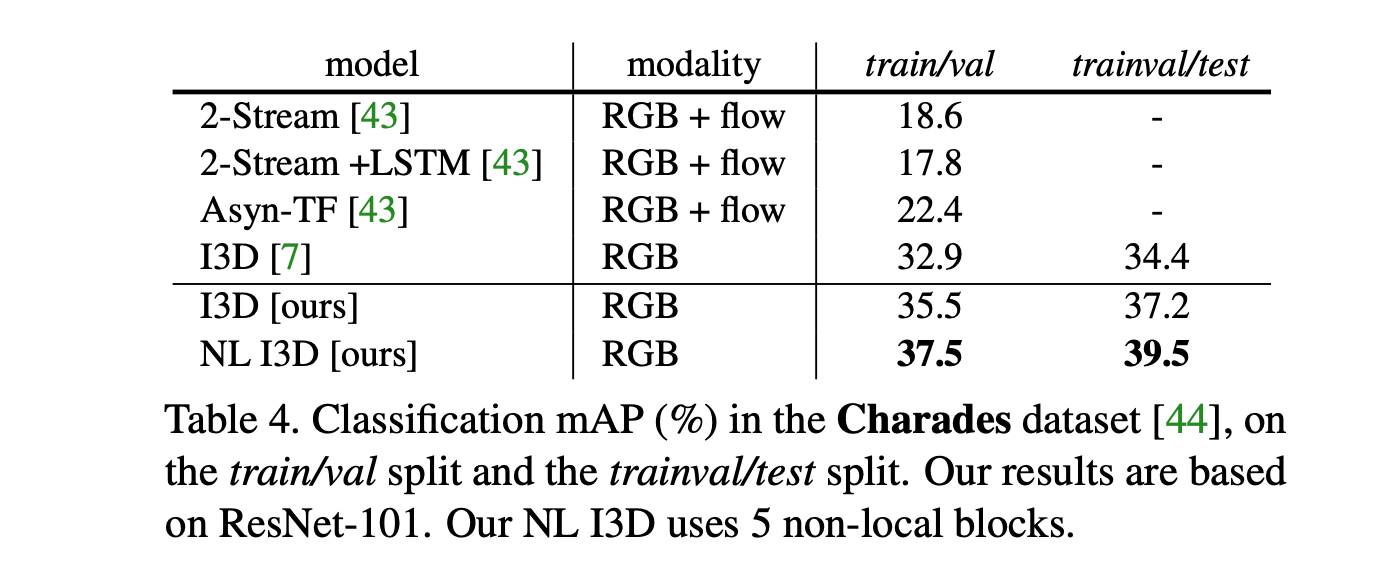 model modality train/val trainval/test
2-Stream [43] RGB + flow 18.6 -
2-Stream +LSTM [43] RGB + flow 17.8 -
Asyn-TF [43] RGB + flow 22.4 -
I3D [7] RGB 32.9 34.4
I3D [ours] RGB 35.5 37.2
NL I3D [ours] RGB 37.5 39.5
Table 4. Classification mAP (%) in the Charades dataset [44], on
the train/val split and the trainval/test split. Our results are based
on ResNet-101. Our NL I3D uses 5 non-local blocks.